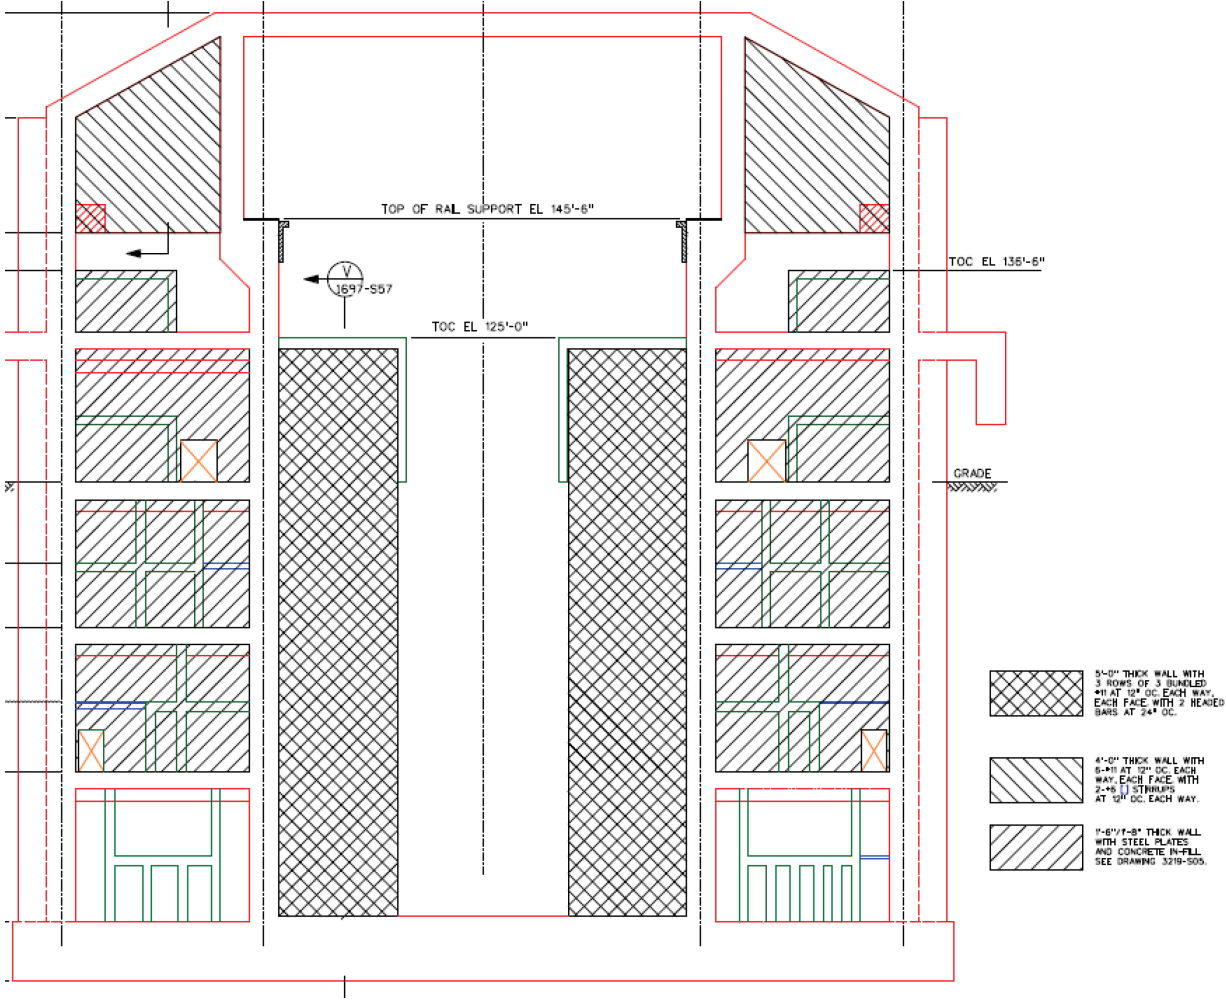 TOP OF RAIL SUPPORT EL 145'-6"
TOC EL 136'-6"
V
1697-S57
TOC EL 125'-0"
GRADE
5'-0" THICK WALL WITH
3 ROWS OF 3 BUNDLED
#11 AT 12" OC. EACH WAY,
EACH FACE, WITH 2 HEADED
BARS AT 24" OC.
4'-0" THICK WALL WITH
6-#11 AT 12" OC. EACH
WAY, EACH FACE, WITH
2-#6 [] STIRRUPS
AT 12" OC. EACH WAY.
1'-6"/1'-8" THICK WALL
WITH STEEL PLATES
AND CONCRETE IN-FILL
SEE DRAWING 3219-S05.